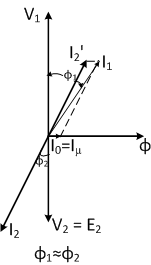 V₁
I₂'
ϕ₁
I₁
I₀=Iμ
ϕ
ϕ₂
I₂
V₂ = E₂
ϕ₁≈ϕ₂